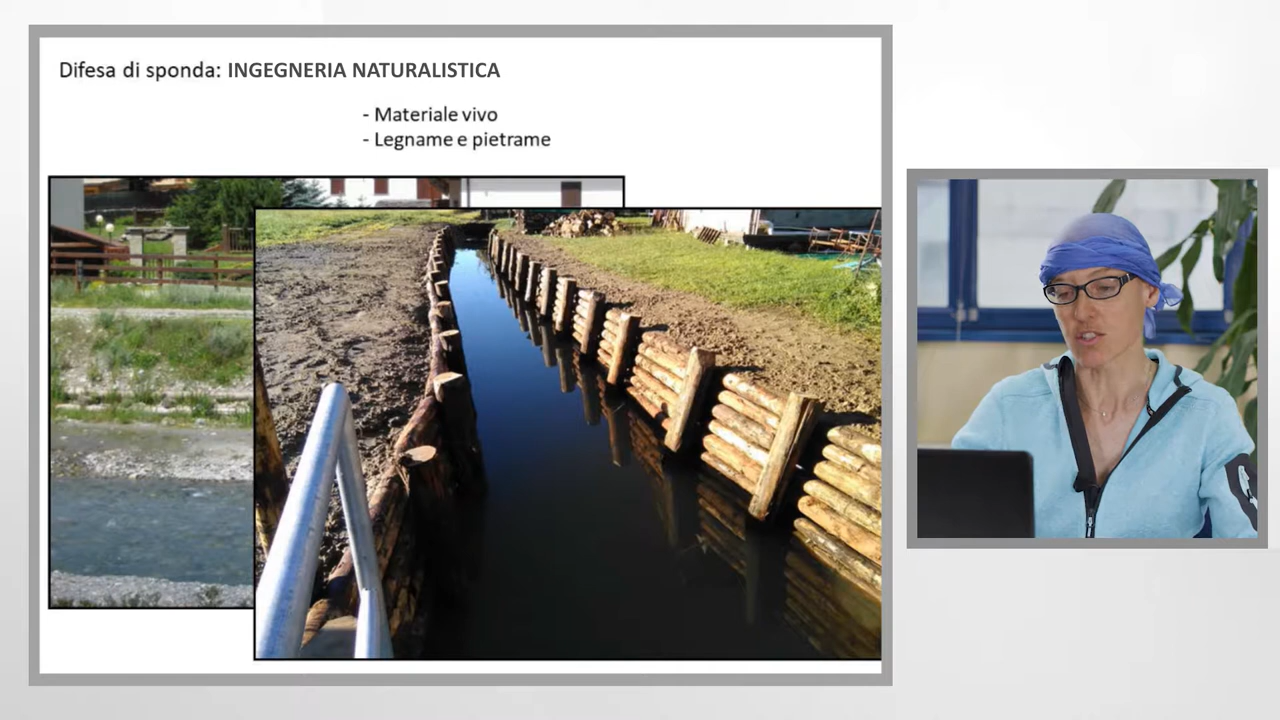 Difesa di sponda: INGEGNERIA NATURALISTICA
- Materiale vivo
- Legname e pietrame